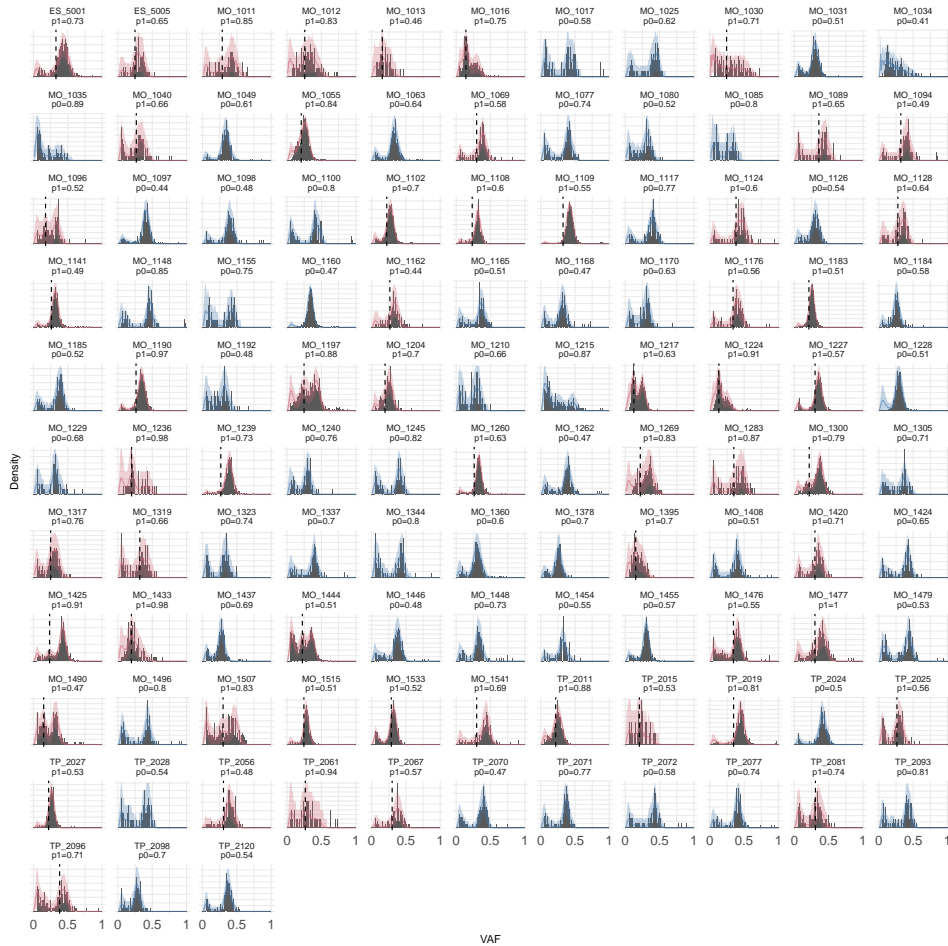 ES_5001 ES_5005 MO_1011 MO_1012 MO_1013 MO_1016 MO_1017 MO_1025 MO_1030 MO_1031 MO_1034
p1=0.73 p1=0.65 p1=0.85 p1=0.83 p1=0.46 p1=0.75 p0=0.58 p0=0.62 p1=0.71 p0=0.51 p0=0.41
MO_1035 MO_1040 MO_1049 MO_1055 MO_1063 MO_1069 MO_1077 MO_1080 MO_1085 MO_1089 MO_1094
p0=0.89 p1=0.66 p0=0.61 p1=0.84 p0=0.64 p1=0.58 p0=0.74 p0=0.52 p0=0.8 p1=0.65 p1=0.49
MO_1096 MO_1097 MO_1098 MO_1100 MO_1102 MO_1108 MO_1109 MO_1117 MO_1124 MO_1126 MO_1128
p1=0.52 p0=0.44 p0=0.48 p0=0.8 p1=0.7 p1=0.6 p1=0.55 p0=0.77 p1=0.6 p0=0.54 p1=0.64
MO_1141 MO_1148 MO_1155 MO_1160 MO_1162 MO_1165 MO_1168 MO_1170 MO_1176 MO_1183 MO_1184
p1=0.49 p0=0.85 p0=0.75 p0=0.47 p1=0.44 p0=0.51 p0=0.47 p0=0.63 p1=0.56 p1=0.51 p0=0.58
MO_1185 MO_1190 MO_1192 MO_1197 MO_1204 MO_1210 MO_1215 MO_1217 MO_1224 MO_1227 MO_1228
p0=0.52 p1=0.97 p0=0.48 p1=0.88 p1=0.7 p0=0.66 p0=0.87 p1=0.63 p1=0.91 p1=0.57 p0=0.51
MO_1229 MO_1236 MO_1239 MO_1240 MO_1245 MO_1260 MO_1262 MO_1269 MO_1283 MO_1300 MO_1305
p0=0.68 p1=0.98 p1=0.73 p0=0.76 p0=0.82 p1=0.63 p0=0.47 p1=0.83 p1=0.87 p1=0.79 p0=0.71
Density
MO_1317 MO_1319 MO_1323 MO_1337 MO_1344 MO_1360 MO_1378 MO_1395 MO_1408 MO_1420 MO_1424
p1=0.76 p1=0.66 p0=0.74 p0=0.7 p0=0.8 p0=0.6 p0=0.7 p1=0.7 p0=0.51 p1=0.71 p0=0.65
MO_1425 MO_1433 MO_1437 MO_1444 MO_1446 MO_1448 MO_1454 MO_1455 MO_1476 MO_1477 MO_1479
p1=0.91 p1=0.98 p0=0.69 p1=0.51 p0=0.48 p0=0.73 p0=0.55 p0=0.57 p1=0.55 p1=1 p0=0.53
MO_1490 MO_1496 MO_1507 MO_1515 MO_1533 MO_1541 TP_2011 TP_2015 TP_2019 TP_2024 TP_2025
p1=0.47 p0=0.8 p1=0.83 p1=0.51 p1=0.52 p1=0.69 p1=0.88 p1=0.53 p1=0.81 p0=0.5 p1=0.56
TP_2027 TP_2028 TP_2056 TP_2061 TP_2067 TP_2070 TP_2071 TP_2072 TP_2077 TP_2081 TP_2093
p1=0.53 p0=0.54 p1=0.48 p1=0.94 p1=0.57 p0=0.47 p0=0.77 p0=0.58 p0=0.74 p1=0.74 p0=0.81
0 0.5 1 0 0.5 1 0 0.5 1 0 0.5 1 0 0.5 1 0 0.5 1 0 0.5 1 0 0.5 1
TP_2096 TP_2098 TP_2120
p1=0.71 p0=0.7 p0=0.54
0 0.5 1 0 0.5 1 0 0.5 1
VAF